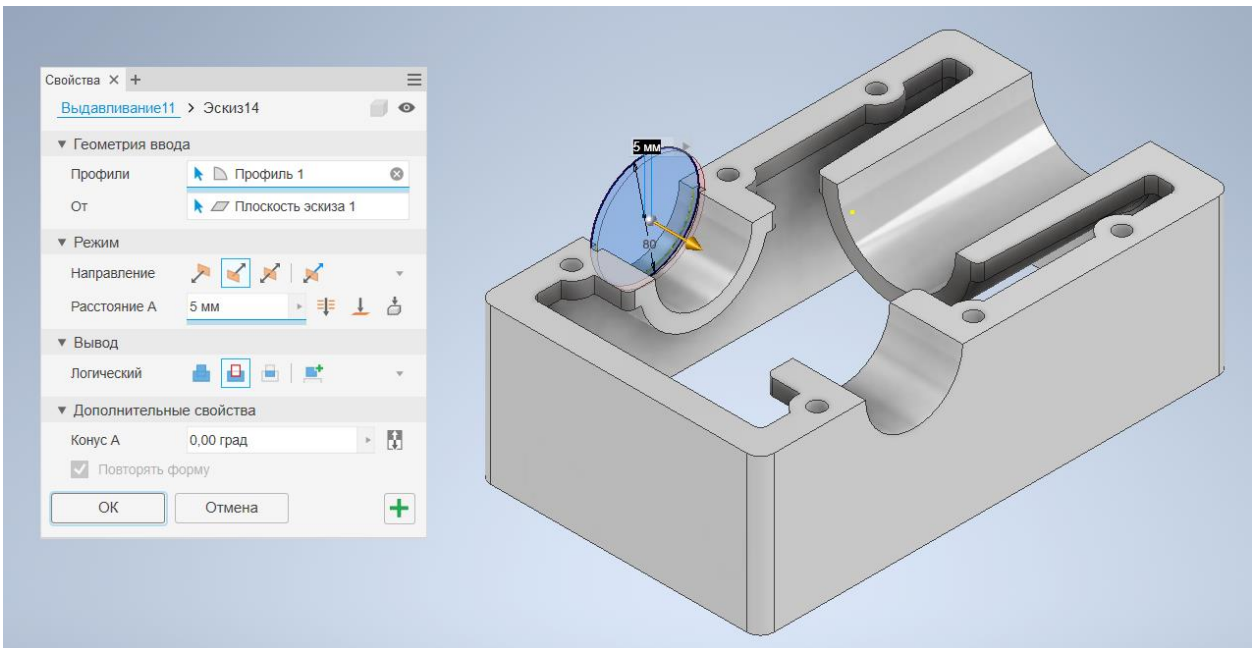 Свойства × +
Выдавливание11 > Эскиз14
Геометрия ввода
Профили Профиль 1
От Плоскость эскиза 1
Режим
Направление
Расстояние А 5 мм
Вывод
Логический
Дополнительные свойства
Конус А 0,00 град
Повторять форму
ОК Отмена
5 мм
80